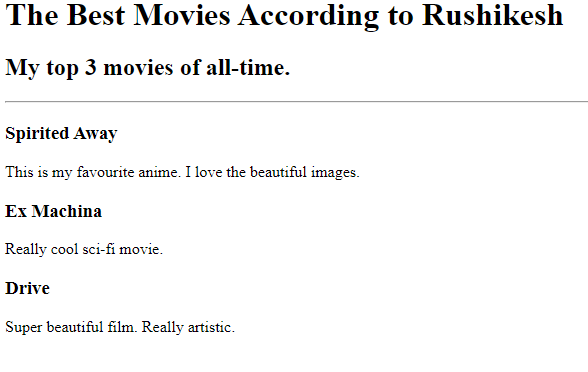 The Best Movies According to Rushikesh
My top 3 movies of all-time.
Spirited Away
This is my favourite anime. I love the beautiful images.
Ex Machina
Really cool sci-fi movie.
Drive
Super beautiful film. Really artistic.